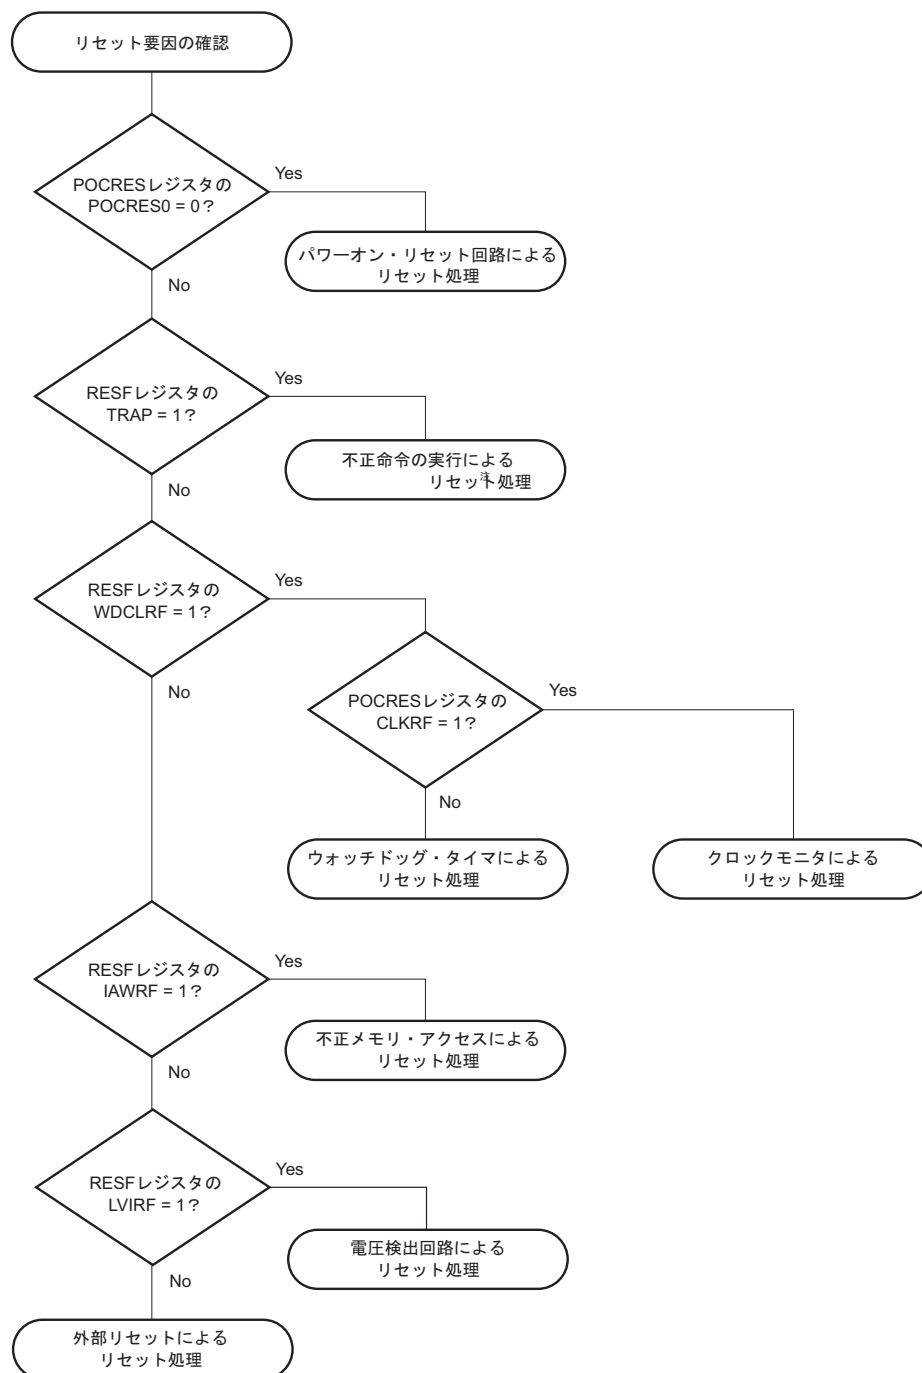 リセット要因の確認
POCRESレジスタの
POCRES0 = 0?
Yes
パワーオン・リセット回路による
リセット処理
No
RESFレジスタの
TRAP = 1?
Yes
不正命令の実行による
リセット処理注
No
RESFレジスタの
WDCLRF = 1?
Yes
No
POCRESレジスタの
CLKRF = 1?
Yes
No
ウォッチドッグ・タイマによる
リセット処理
クロックモニタによる
リセット処理
RESFレジスタの
IAWRF = 1?
Yes
不正メモリ・アクセスによる
リセット処理
No
RESFレジスタの
LVIRF = 1?
Yes
電圧検出回路による
リセット処理
No
外部リセットによる
リセット処理